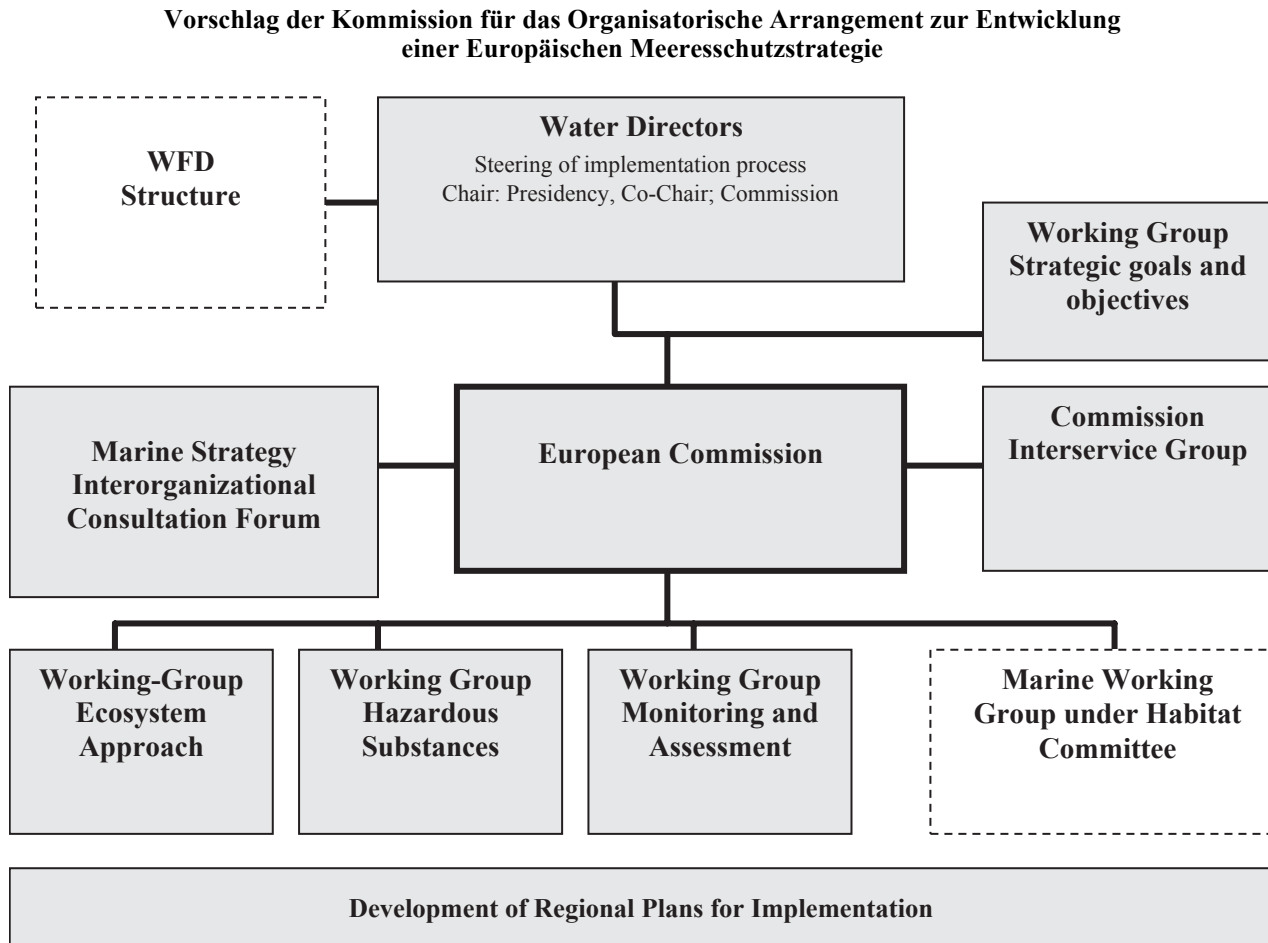 Vorschlag der Kommission für das Organisatorische Arrangement zur Entwicklung
einer Europäischen Meeresschutzstrategie
WFD
Structure
Water Directors
Steering of implementation process
Chair: Presidency, Co-Chair; Commission
Working Group
Strategic goals and
objectives
Marine Strategy
Interorganizational
Consultation Forum
European Commission
Commission
Interservice Group
Working-Group
Ecosystem
Approach
Working Group
Hazardous
Substances
Working Group
Monitoring and
Assessment
Marine Working
Group under Habitat
Committee
Development of Regional Plans for Implementation